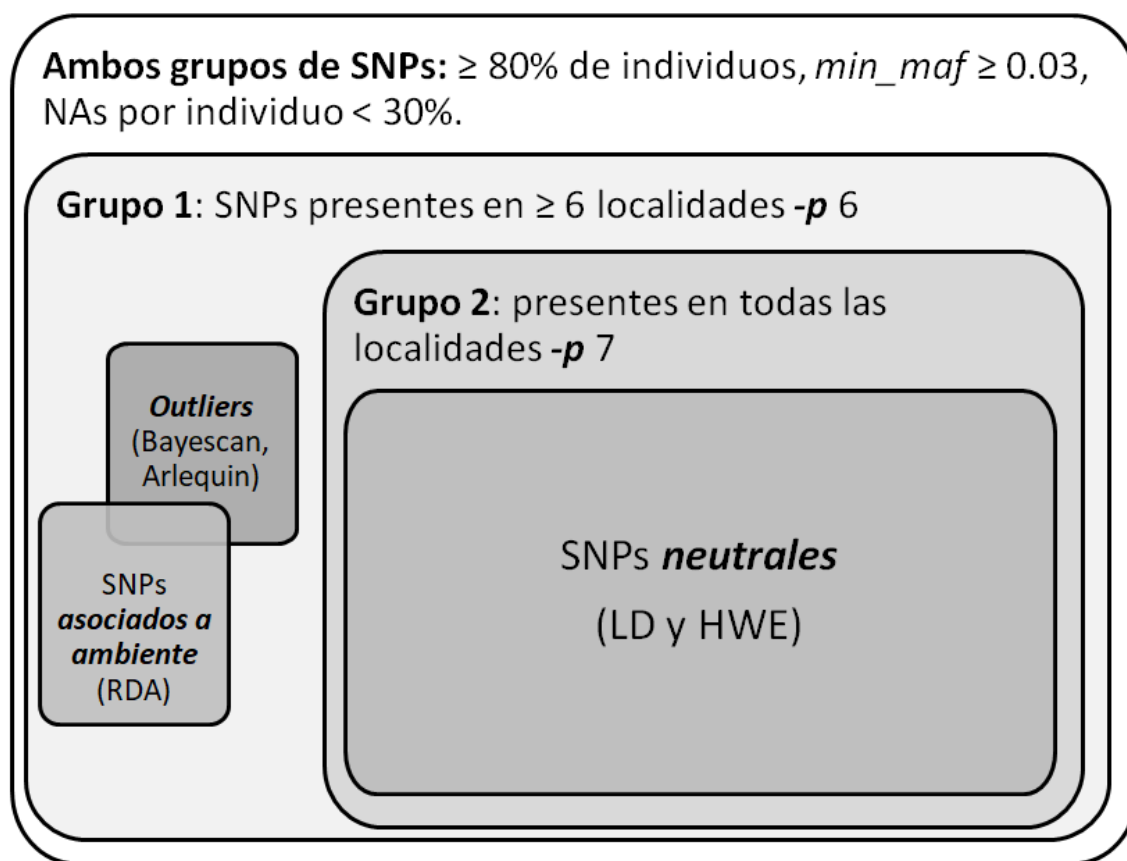 Ambos grupos de SNPs: ≥ 80% de individuos, min_maf ≥ 0.03,
NAs por individuo < 30%.
Grupo 1: SNPs presentes en ≥ 6 localidades -p 6
Grupo 2: presentes en todas las
localidades -p 7
Outliers
(Bayescan,
Arlequin)
SNPs
asociados a
ambiente
(RDA)
SNPs neutrales
(LD y HWE)